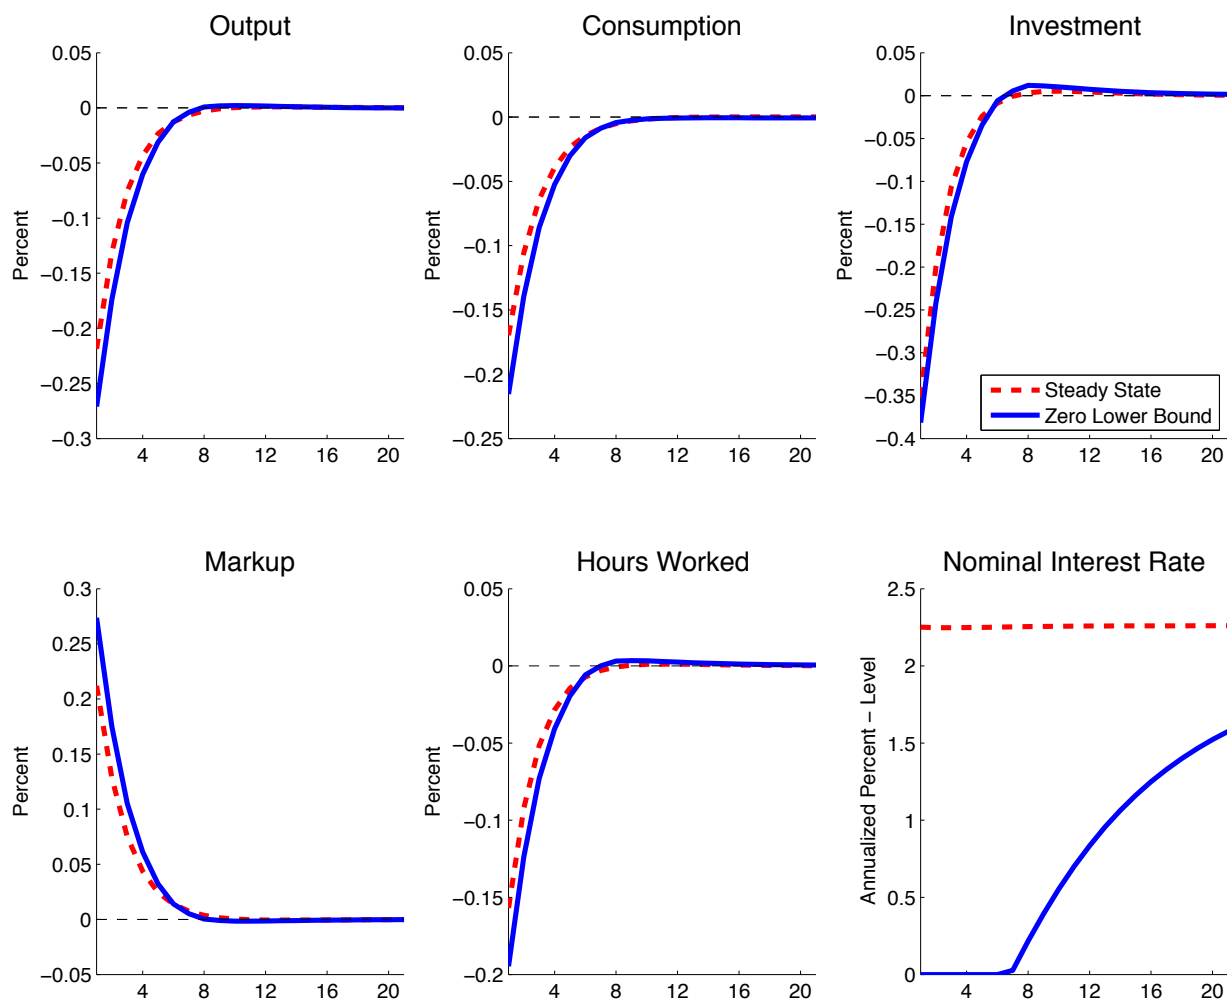 Output
Percent
0.05
0
−0.05
−0.1
−0.15
−0.2
−0.25
−0.3
4 8 12 16 20
Consumption
Percent
0.05
0
−0.05
−0.1
−0.15
−0.2
−0.25
4 8 12 16 20
Investment
Percent
0.05
0
−0.05
−0.1
−0.15
−0.2
−0.25
−0.3
−0.35
−0.4
Steady State
Zero Lower Bound
4 8 12 16 20
Markup
Percent
0.3
0.25
0.2
0.15
0.1
0.05
0
−0.05
4 8 12 16 20
Hours Worked
Percent
0.05
0
−0.05
−0.1
−0.15
−0.2
4 8 12 16 20
Nominal Interest Rate
Annualized Percent − Level
2.5
2
1.5
1
0.5
0
4 8 12 16 20